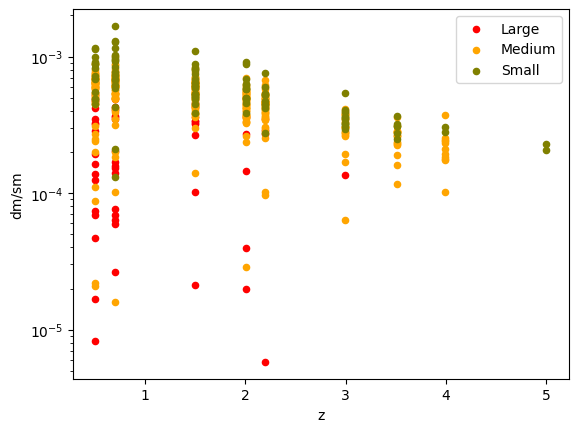 Large
Medium
Small
10⁻³
10⁻⁴
10⁻⁵
dm/sm
1 2 3 4 5
z